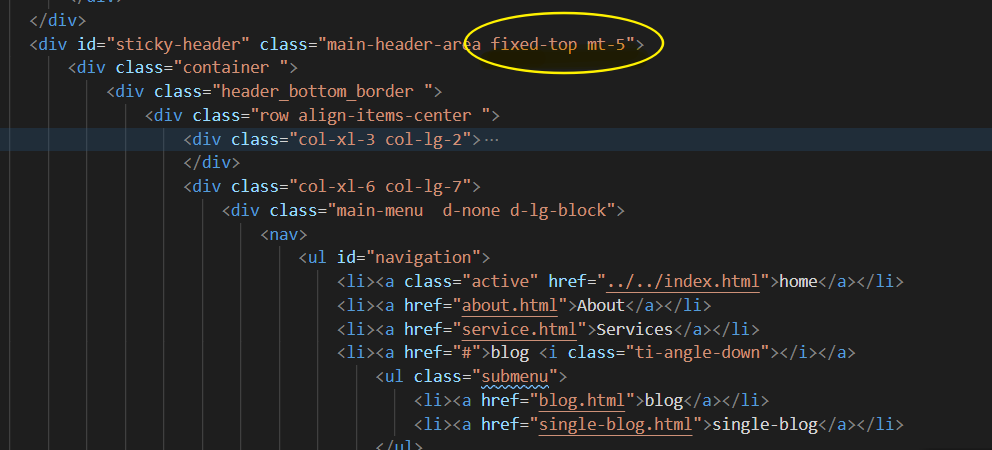 </div>
<div id="sticky-header" class="main-header-area fixed-top mt-5">
<div class="container ">
<div class="header_bottom_border ">
<div class="row align-items-center ">
<div class="col-xl-3 col-lg-2">…
</div>
<div class="col-xl-6 col-lg-7">
<div class="main-menu  d-none d-lg-block">
<nav>
<ul id="navigation">
<li><a class="active" href="../../index.html">home</a></li>
<li><a href="about.html">About</a></li>
<li><a href="service.html">Services</a></li>
<li><a href="#">blog <i class="ti-angle-down"></i></a>
<ul class="submenu">
<li><a href="blog.html">blog</a></li>
<li><a href="single-blog.html">single-blog</a></li>
</ul>